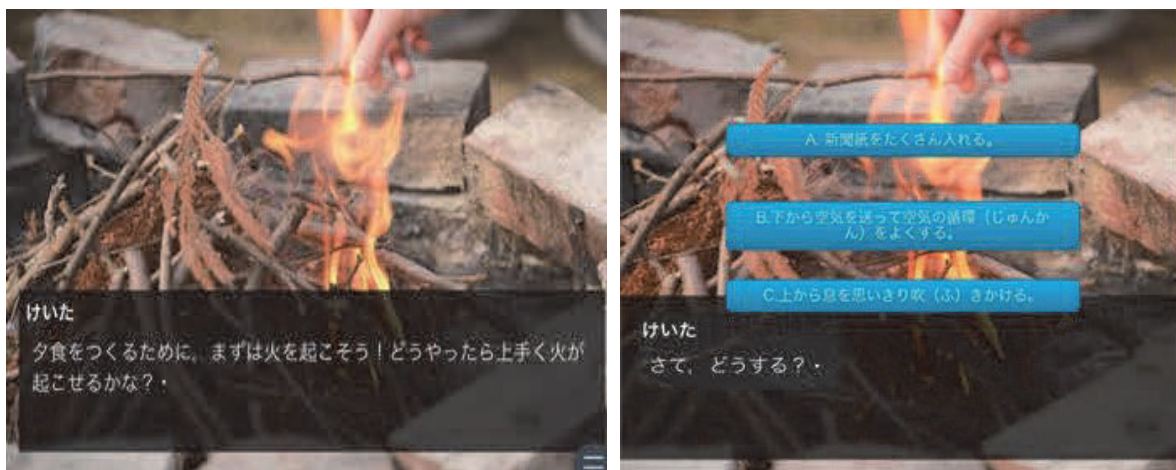 けいた
夕食をつくるために，まずは火を起こそう！どうやったら上手く火が
起こせるかな？・
A. 新聞紙をたくさん入れる。
B.下から空気を送って空気の循環（じゅんか
ん）をよくする。
C.上から息を思いきり吹（ふ）きかける。
けいた
さて，どうする？・